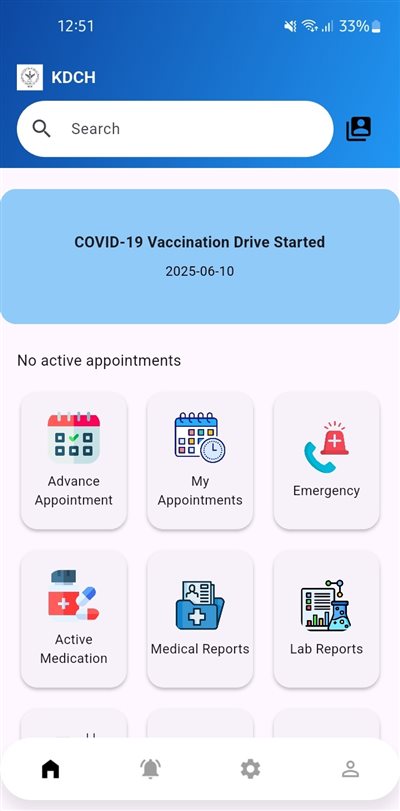 12:51
33%
KDCH
Search
COVID-19 Vaccination Drive Started
2025-06-10
No active appointments
Advance
Appointment
My
Appointments
Emergency
Active
Medication
Medical Reports
Lab Reports